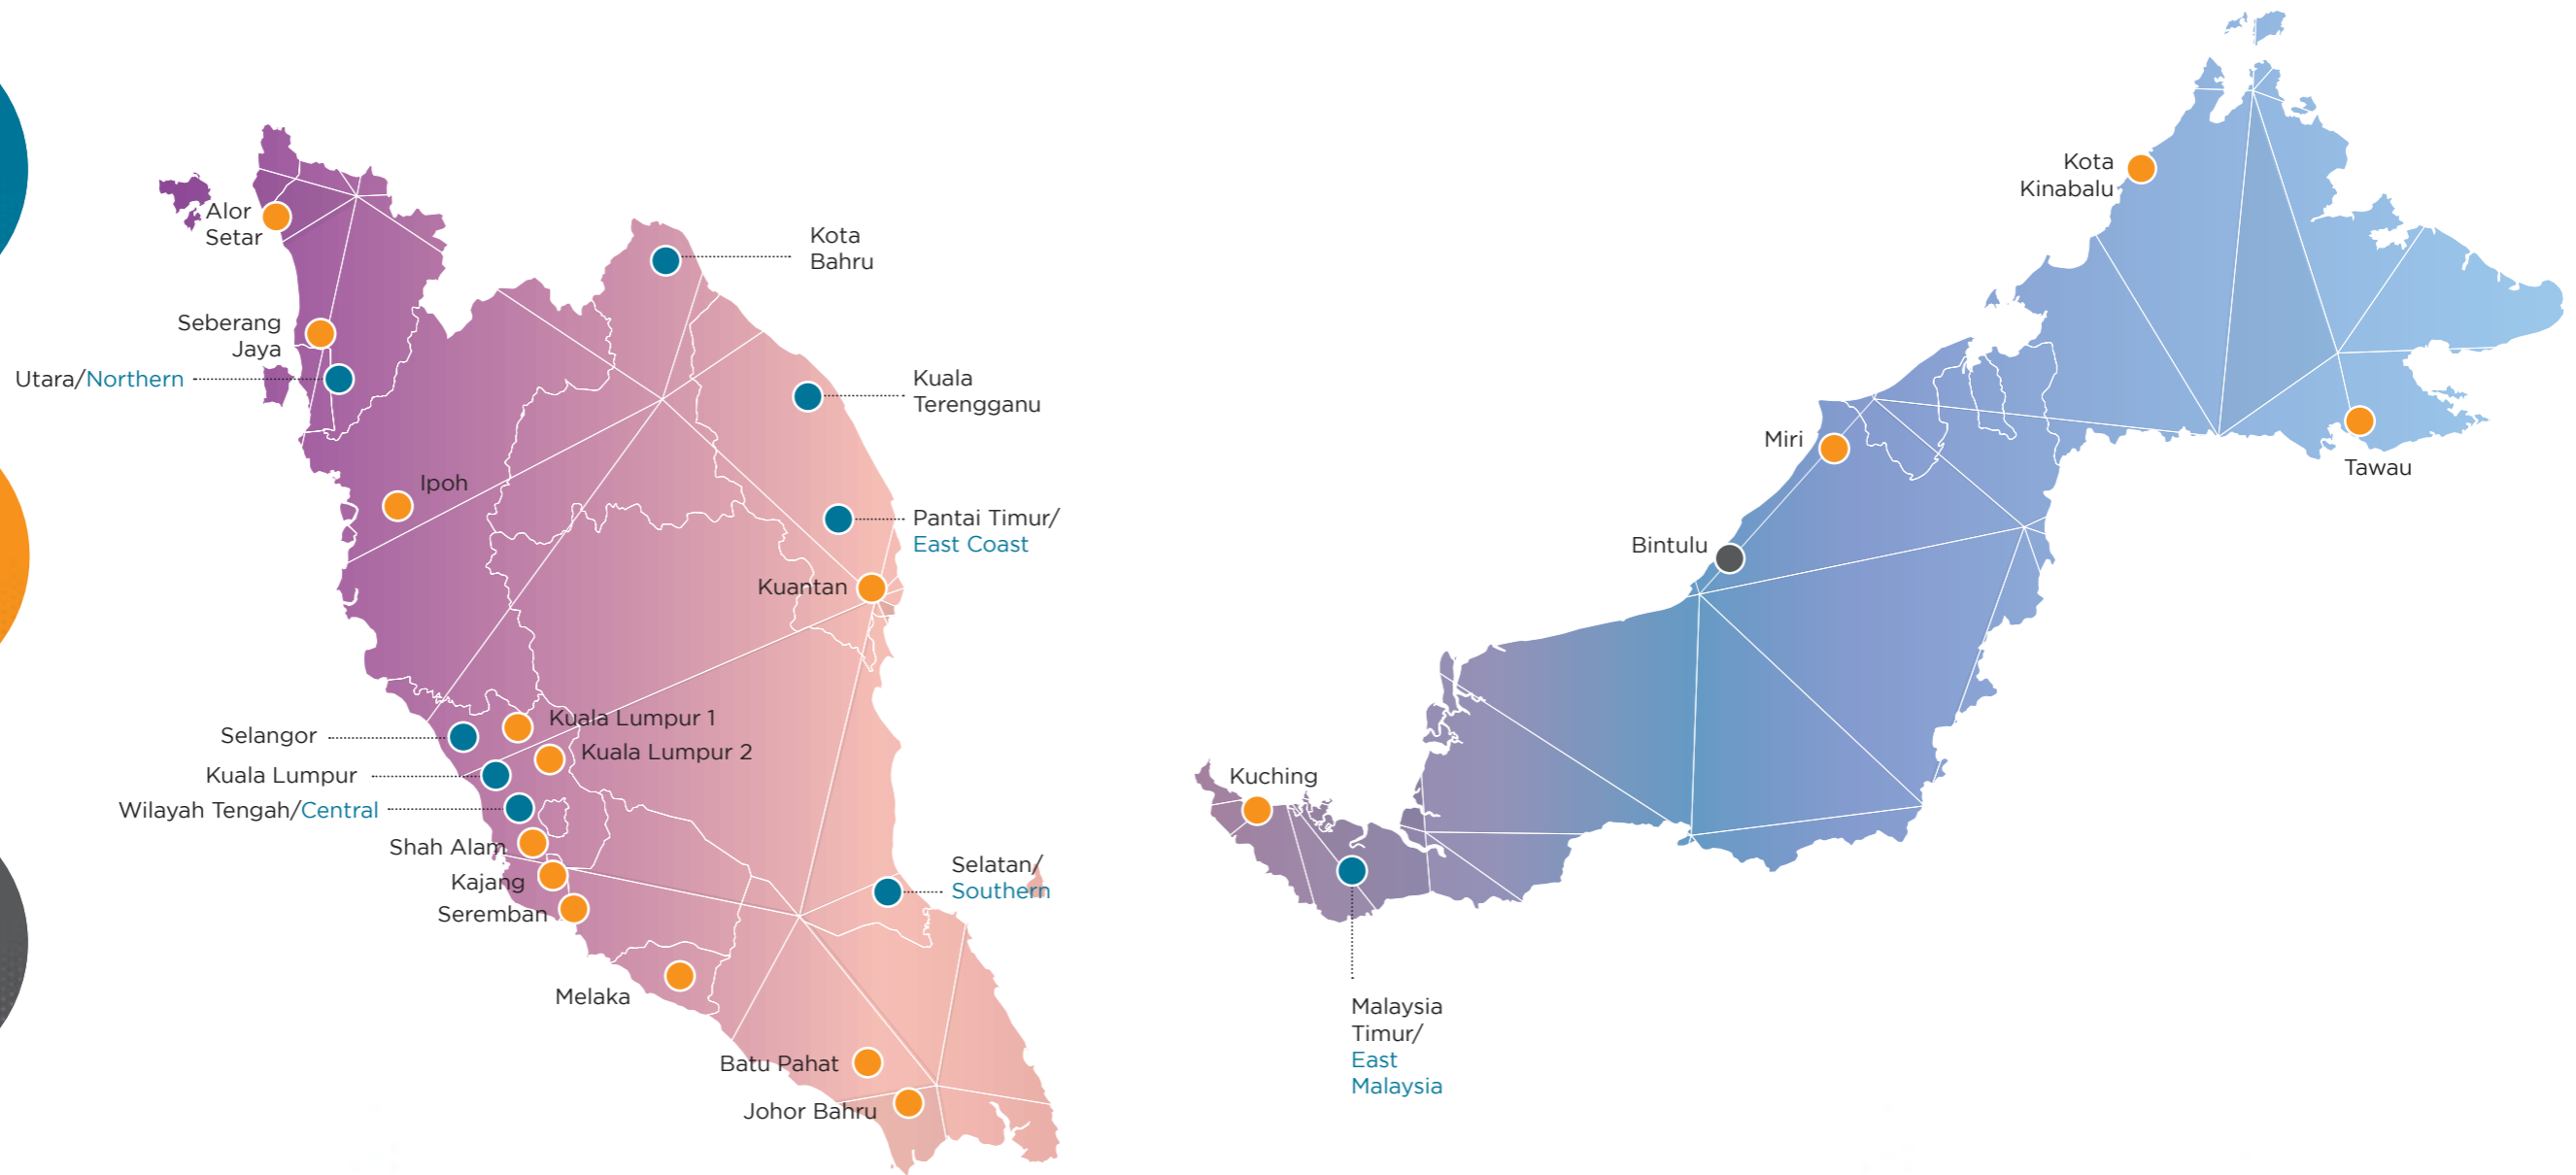 Alor
Setar
Seberang
Jaya
Utara/Northern
Ipoh
Kota
Bahru
Kuala
Terengganu
Pantai Timur/
East Coast
Kuantan
Selangor
Kuala Lumpur 1
Kuala Lumpur 2
Kuala Lumpur
Wilayah Tengah/Central
Shah Alam
Kajang
Seremban
Melaka
Selatan/
Southern
Batu Pahat
Johor Bahru
Kota
Kinabalu
Miri
Tawau
Bintulu
Kuching
Malaysia
Timur/
East
Malaysia